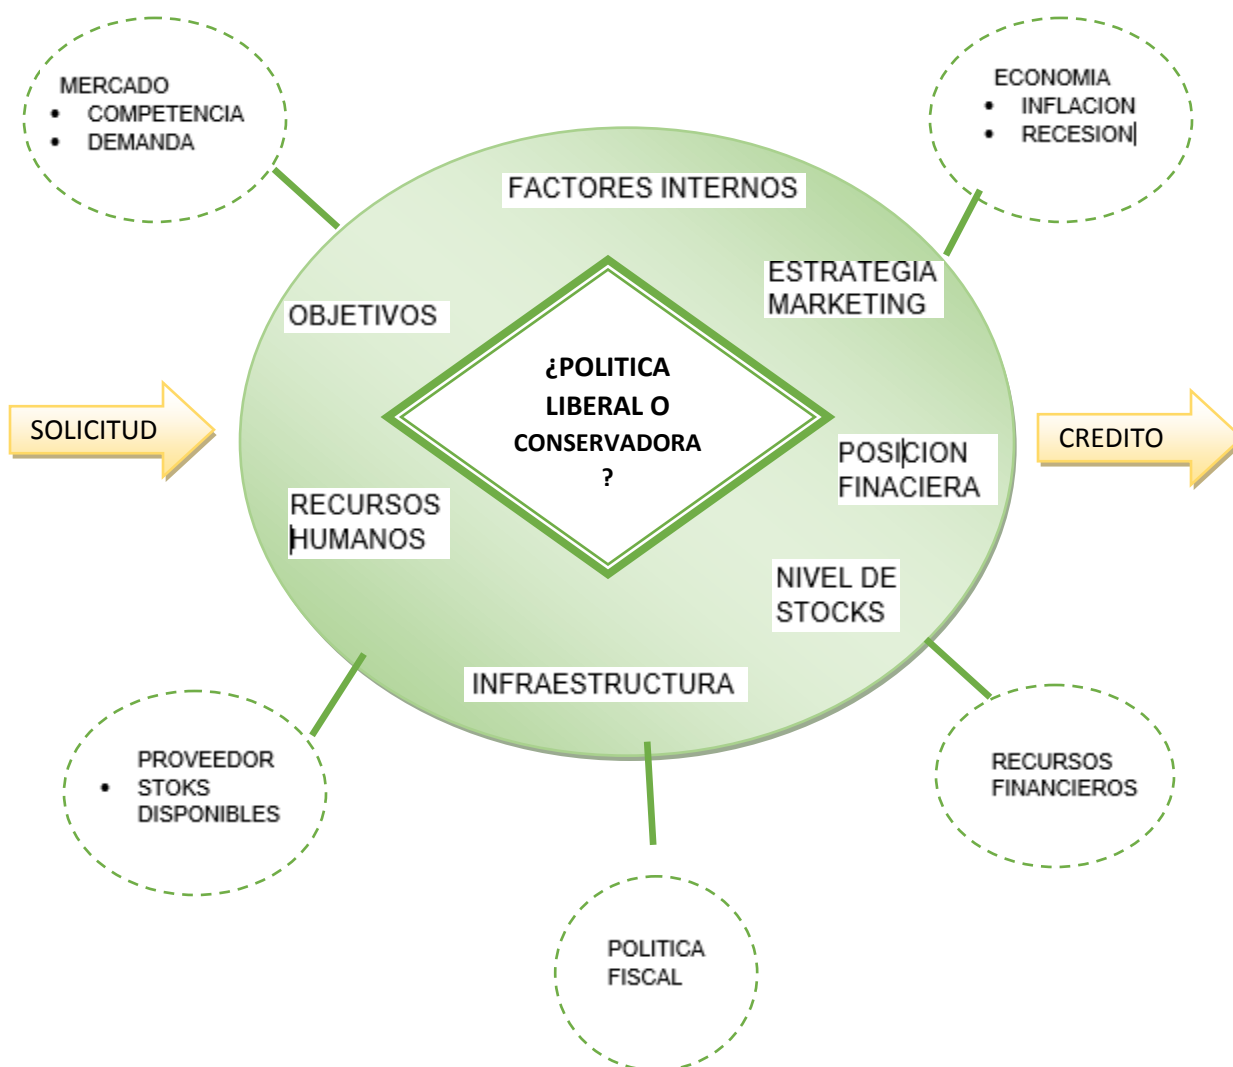 MERCADO
• COMPETENCIA
• DEMANDA
ECONOMIA
• INFLACION
• RECESION
FACTORES INTERNOS
ESTRATEGIA
MARKETING
OBJETIVOS
¿POLITICA
LIBERAL O
CONSERVADORA
?
SOLICITUD
CREDITO
POSICION
FINACIERA
RECURSOS
HUMANOS
NIVEL DE
STOCKS
INFRAESTRUCTURA
PROVEEDOR
• STOKS
DISPONIBLES
RECURSOS
FINANCIEROS
POLITICA
FISCAL